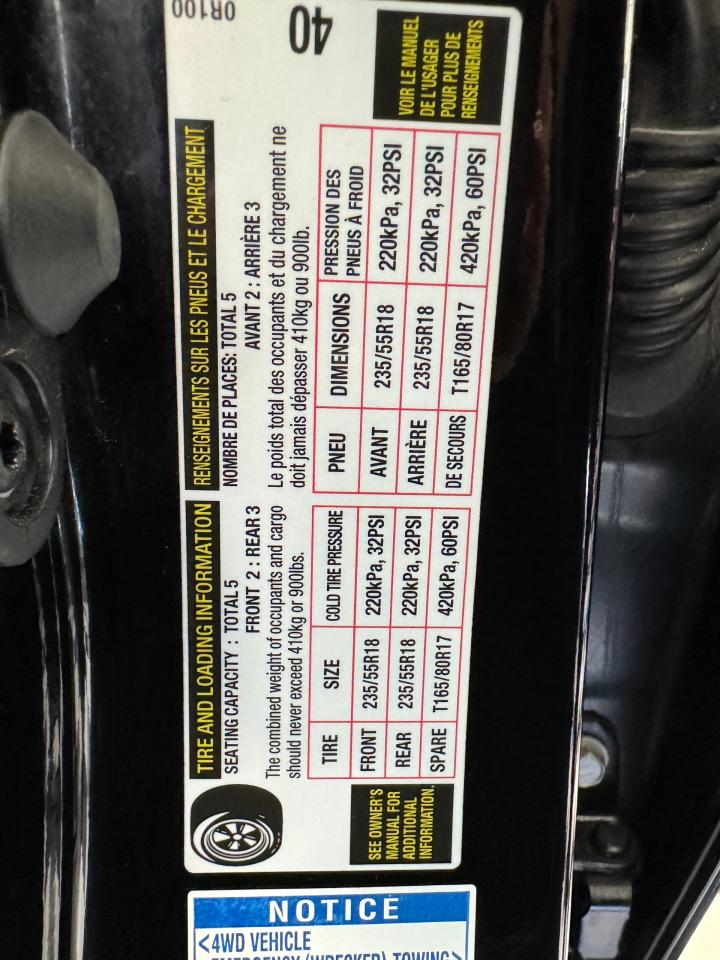 TIRE AND LOADING INFORMATION
SEATING CAPACITY : TOTAL 5
FRONT 2 : REAR 3
The combined weight of occupants and cargo
should never exceed 410kg or 900lbs.
TIRE SIZE COLD TIRE PRESSURE
FRONT 235/55R18 220kPa, 32PSI
REAR 235/55R18 220kPa, 32PSI
SPARE T165/80R17 420kPa, 60PSI
SEE OWNER'S
MANUAL FOR
ADDITIONAL
INFORMATION.
RENSEIGNEMENTS SUR LES PNEUS ET LE CHARGEMENT
NOMBRE DE PLACES: TOTAL 5
AVANT 2 : ARRIÈRE 3
Le poids total des occupants et du chargement ne
doit jamais dépasser 410kg ou 900lb.
PNEU DIMENSIONS PRESSION DES
PNEUS À FROID
AVANT 235/55R18 220kPa, 32PSI
ARRIÈRE 235/55R18 220kPa, 32PSI
DE SECOURS T165/80R17 420kPa, 60PSI
VOIR LE MANUEL
DE L'USAGER
POUR PLUS DE
RENSEIGNEMENTS
0R100
40
NOTICE
<4WD VEHICLE
EMERGENCY (WRECKER) TOWING>